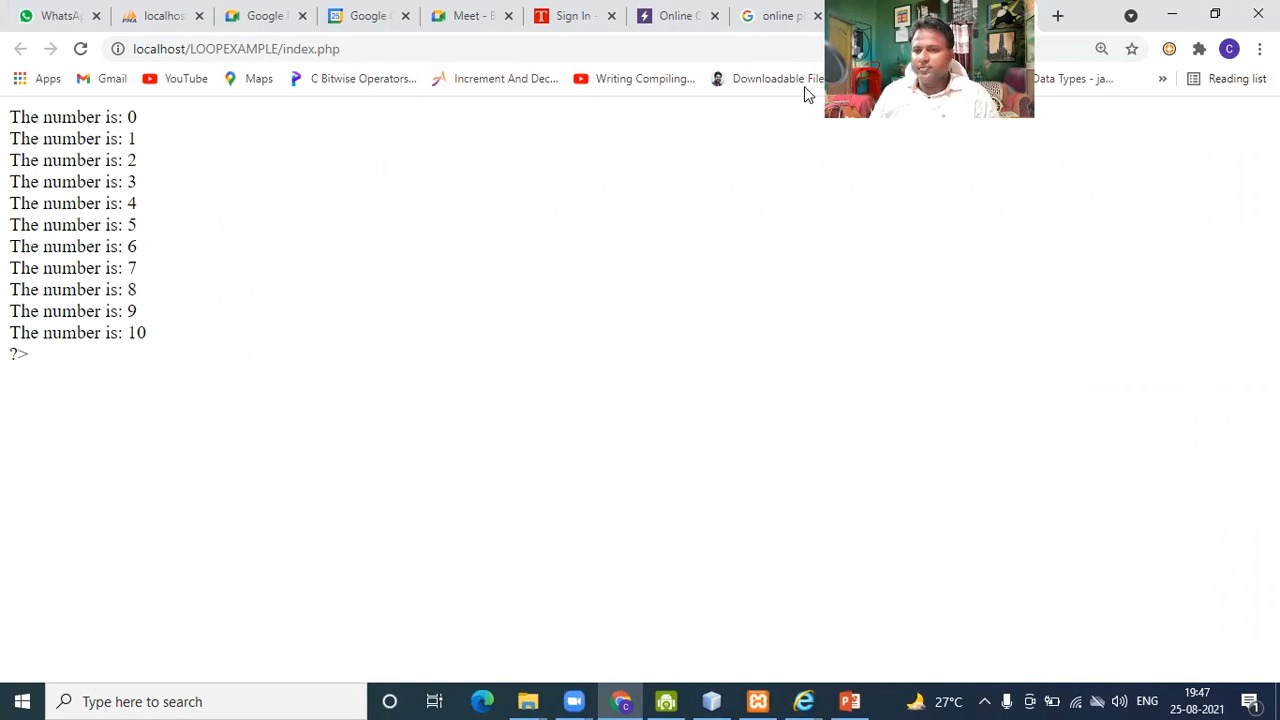 WhatsA
localhos
Google
Google
Meet - B
Sign In -
OnlineG
online p
localhost/LOOPEXAMPLE/index.php
Apps
Gmail
YouTube
Maps
C Bitwise Operators...
Increment And Dec...
Writing Compiling...
Downloadable File
Data Types - ja...
»
Reading list
The number is: 0
The number is: 1
The number is: 2
The number is: 3
The number is: 4
The number is: 5
The number is: 6
The number is: 7
The number is: 8
The number is: 9
The number is: 10
?>
Type here to search
27°C
ENG
19:47
25-08-2021